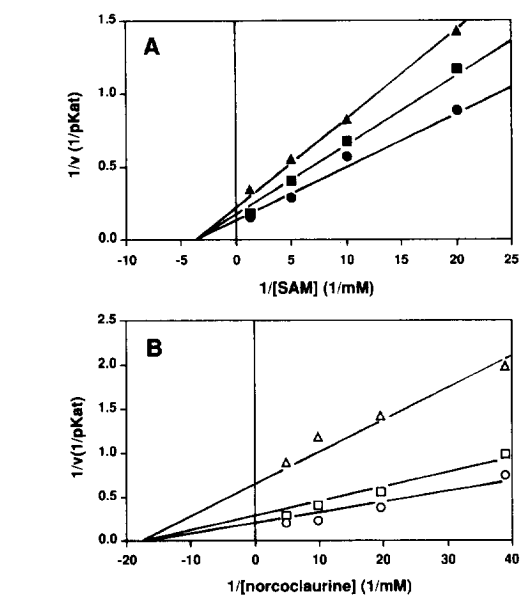 A
1.5
1.0
0.5
0.0
1/v (1/pKat)
-10 -5 0 5 10 15 20 25
1/[SAM] (1/mM)
B
2.5
2.0
1.5
1.0
0.5
0.0
1/v(1/pKat)
-20 -10 0 10 20 30 40
1/[norcoclaurine] (1/mM)